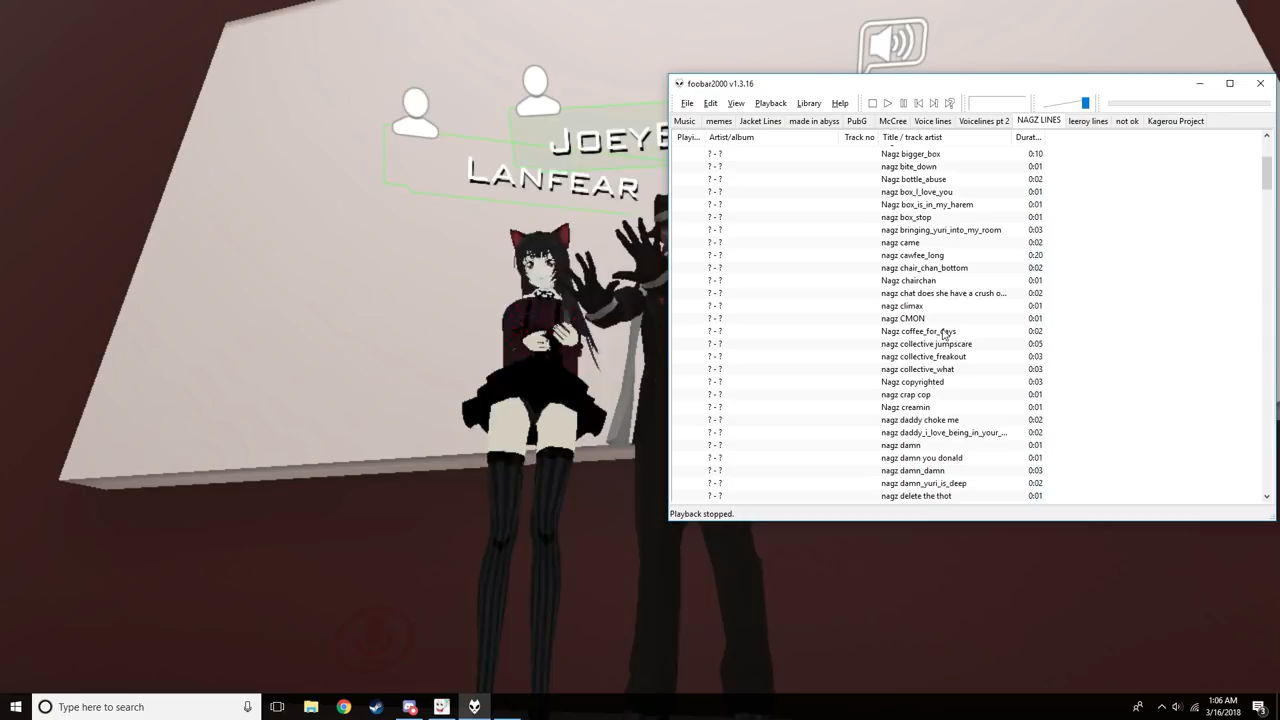 LANFEAR
foobar2000 v1.3.16
File Edit View Playback Library Help
Music memes Jacket Lines made in abyss PubG McCree Voice lines Voicelines pt 2 NAGZ LINES leeroy lines not ok Kagerou Project
Playi... Artist/album Track no Title / track artist Durat...
? - ? Nagz bigger_box 0:10
? - ? nagz bite_down 0:01
? - ? Nagz bottle_abuse 0:02
? - ? nagz box_I_love_you 0:01
? - ? nagz box_is_in_my_harem 0:01
? - ? nagz box_stop 0:01
? - ? nagz bringing_yuri_into_my_room 0:03
? - ? nagz came 0:02
? - ? nagz cawfee_long 0:20
? - ? nagz chair_chan_bottom 0:02
? - ? Nagz chairchan 0:01
? - ? nagz chat does she have a crush o... 0:02
? - ? nagz climax 0:01
? - ? nagz CMON 0:01
? - ? Nagz coffee_for_days 0:02
? - ? nagz collective jumpscare 0:05
? - ? nagz collective_freakout 0:03
? - ? nagz collective_what 0:03
? - ? Nagz copyrighted 0:03
? - ? nagz crap cop 0:01
? - ? Nagz creamin 0:01
? - ? nagz daddy choke me 0:02
? - ? nagz daddy_i_love_being_in_your_... 0:02
? - ? nagz damn 0:01
? - ? nagz damn you donald 0:01
? - ? nagz damn_damn 0:03
? - ? nagz damn_yuri_is_deep 0:02
? - ? nagz delete the thot 0:01
Playback stopped.
Type here to search
1:06 AM
3/16/2018
3